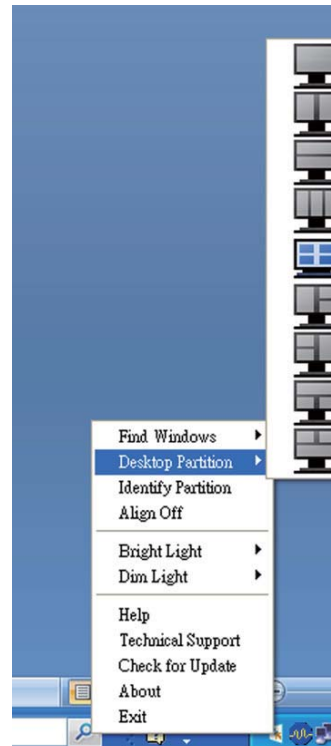 Find Windows
Desktop Partition
Identify Partition
Align Off
Bright Light
Dim Light
Help
Technical Support
Check for Update
About
Exit